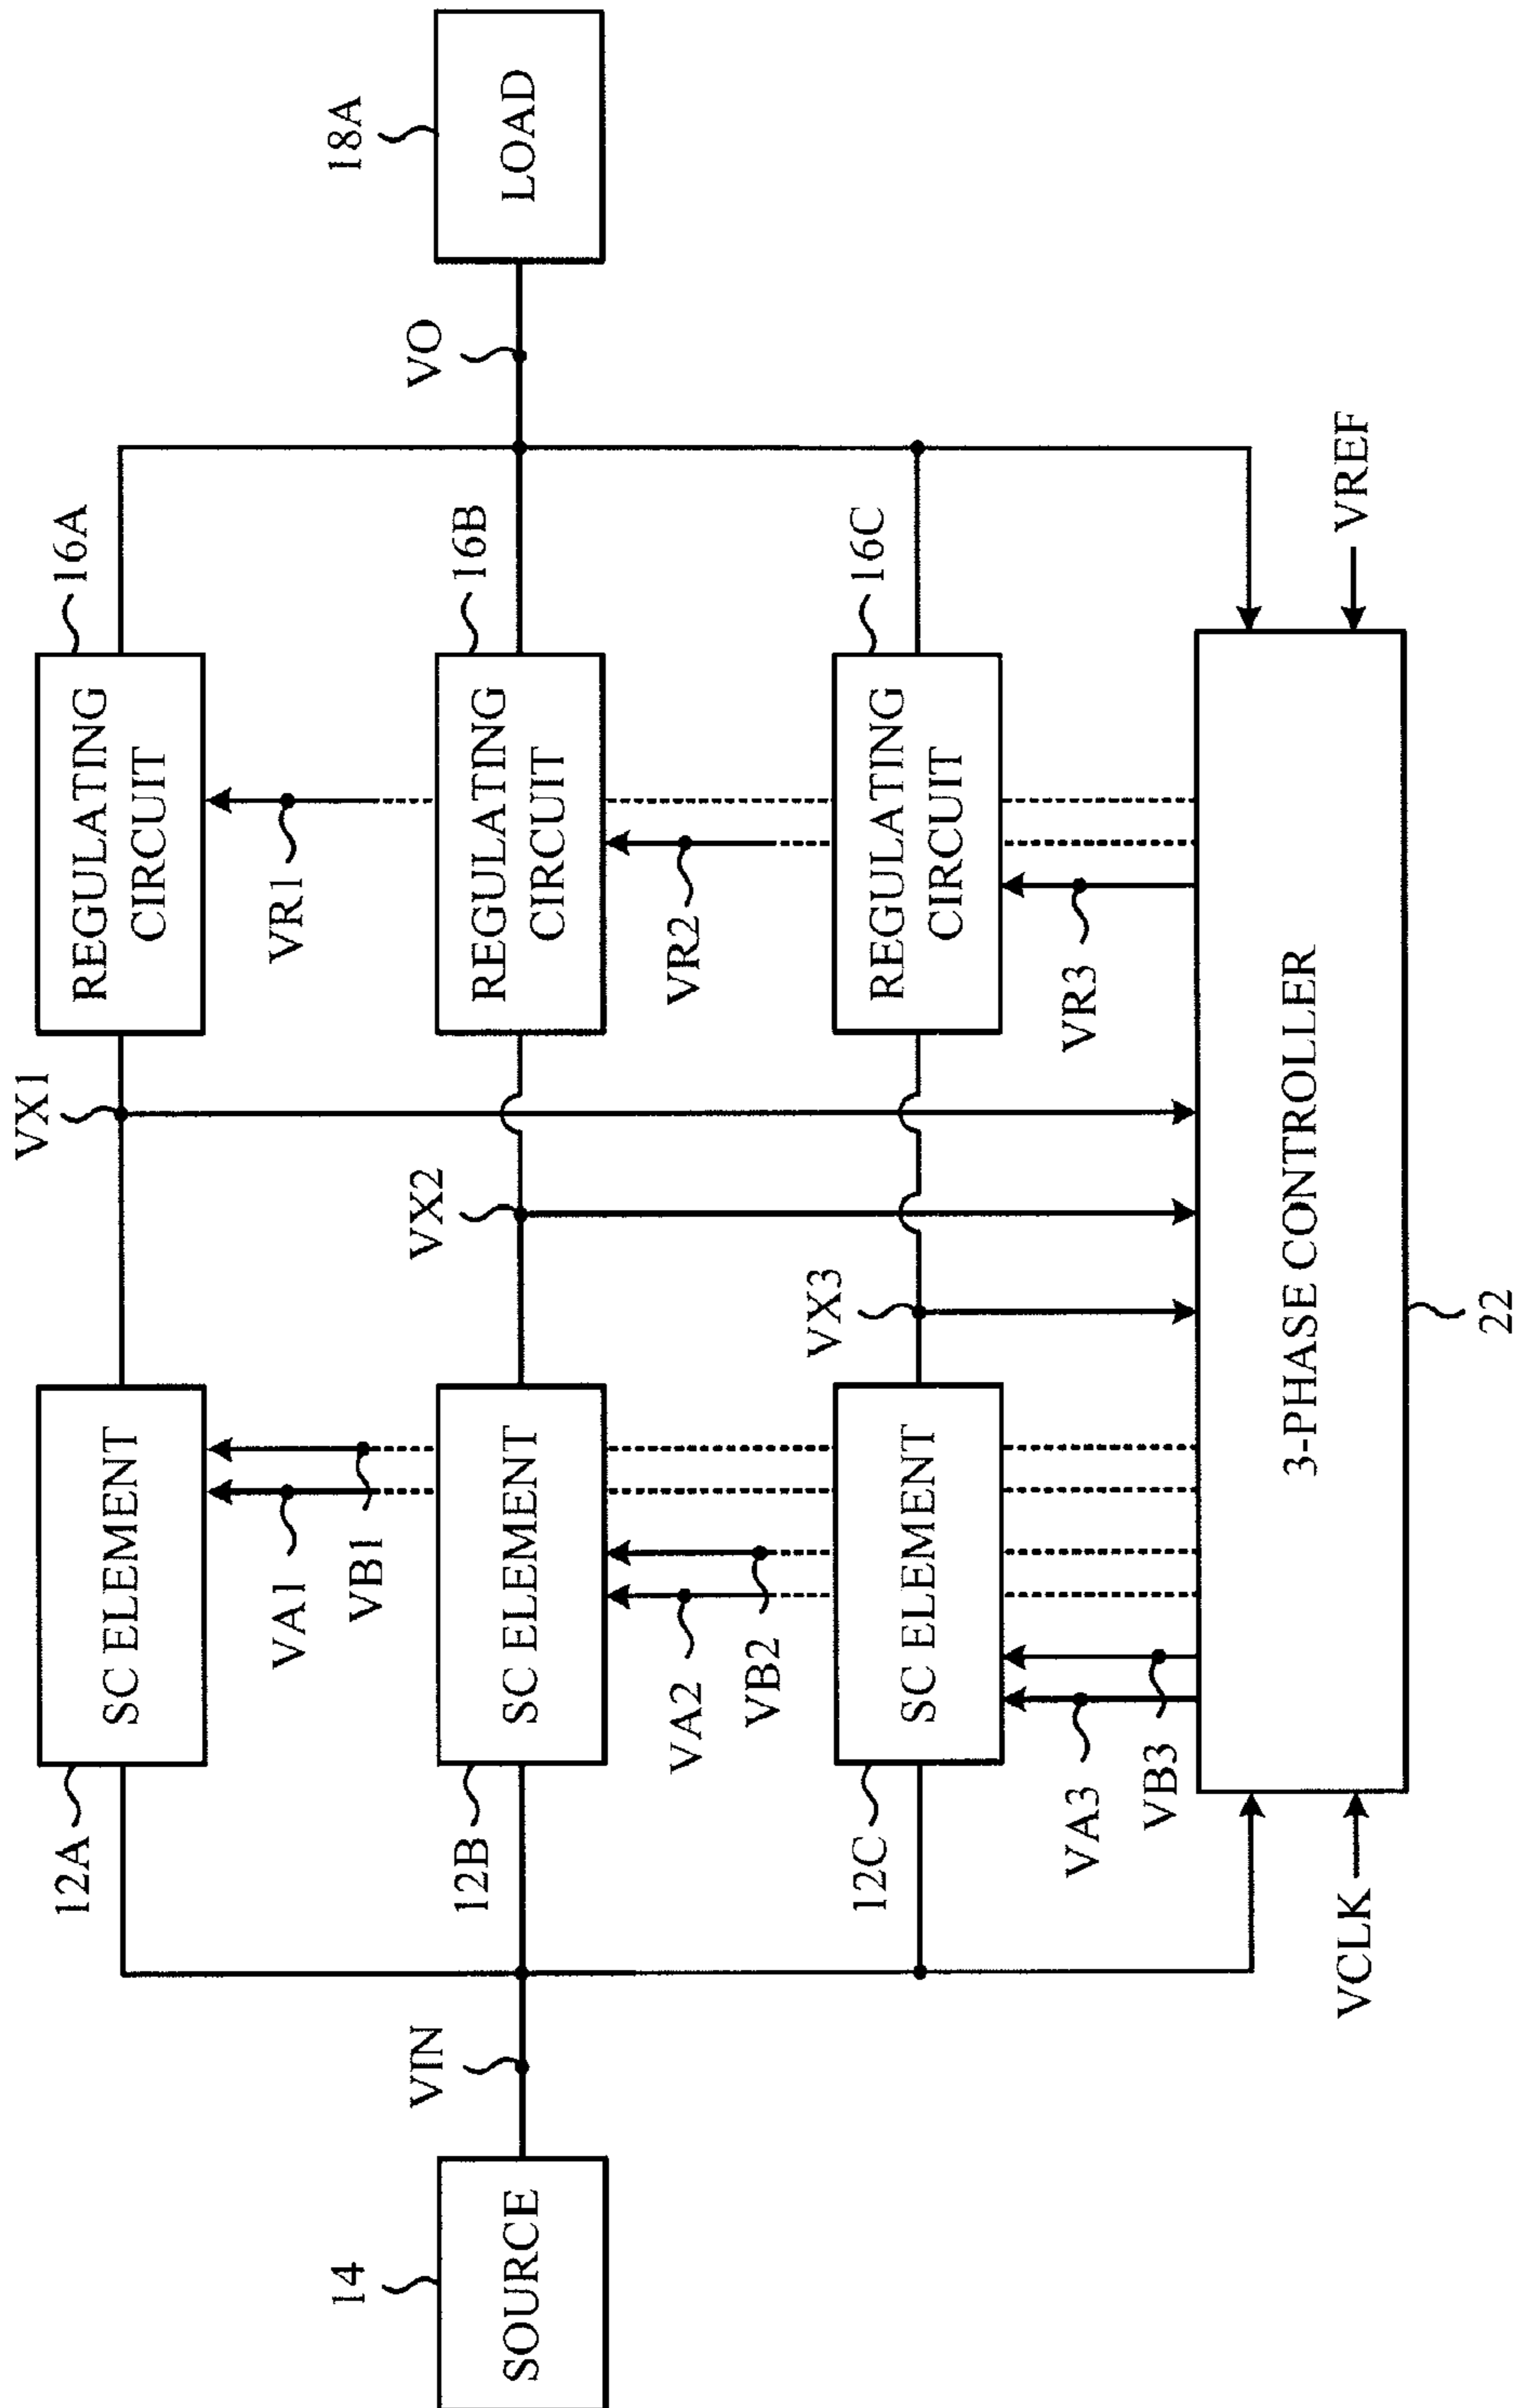 VX1
16A
12A
REGULATING
CIRCUIT
SC ELEMENT
VR1
VA1
VB1
18A
VO
16B
VX2
12B
VIN
14
LOAD
REGULATING
CIRCUIT
SC ELEMENT
SOURCE
VR2
VA2
VB2
16C
VX3
12C
REGULATING
CIRCUIT
SC ELEMENT
VR3
VA3
VB3
VREF
3-PHASE CONTROLLER
VCLK
22